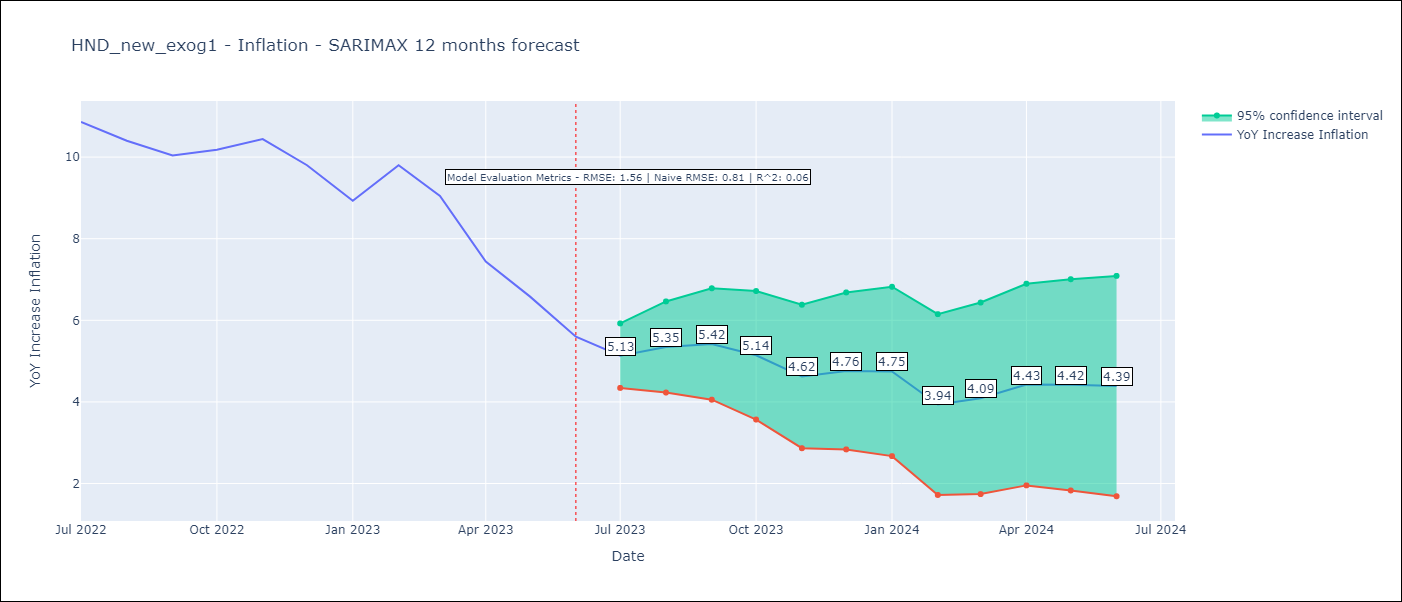 HND_new_exog1 - Inflation - SARIMAX 12 months forecast
95% confidence interval
YoY Increase Inflation
Model Evaluation Metrics - RMSE: 1.56 | Naive RMSE: 0.81 | R^2: 0.06
YoY Increase Inflation
10
8
6
4
2
5.13
5.35
5.42
5.14
4.62
4.76
4.75
3.94
4.09
4.43
4.42
4.39
Jul 2022
Oct 2022
Jan 2023
Apr 2023
Jul 2023
Oct 2023
Jan 2024
Apr 2024
Jul 2024
Date